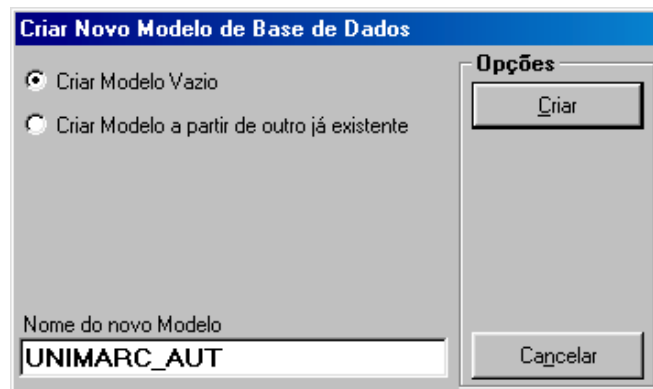 Criar Novo Modelo de Base de Dados
Criar Modelo Vazio
Criar Modelo a partir de outro já existente
Nome do novo Modelo
UNIMARC_AUT
Opções
Criar
Cancelar